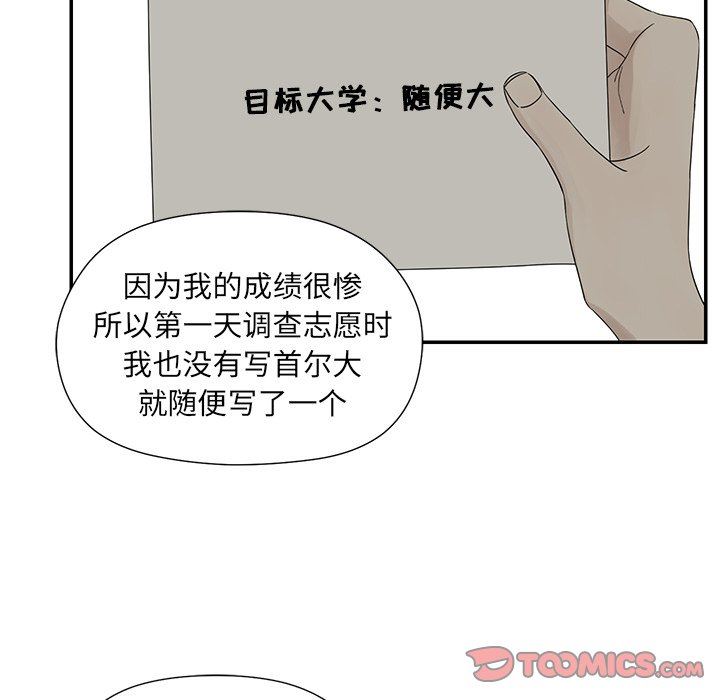 目标大学：随便大
因为我的成绩很惨
所以第一天调查志愿时
我也没有写首尔大
就随便写了一个
TOOMICS.COM